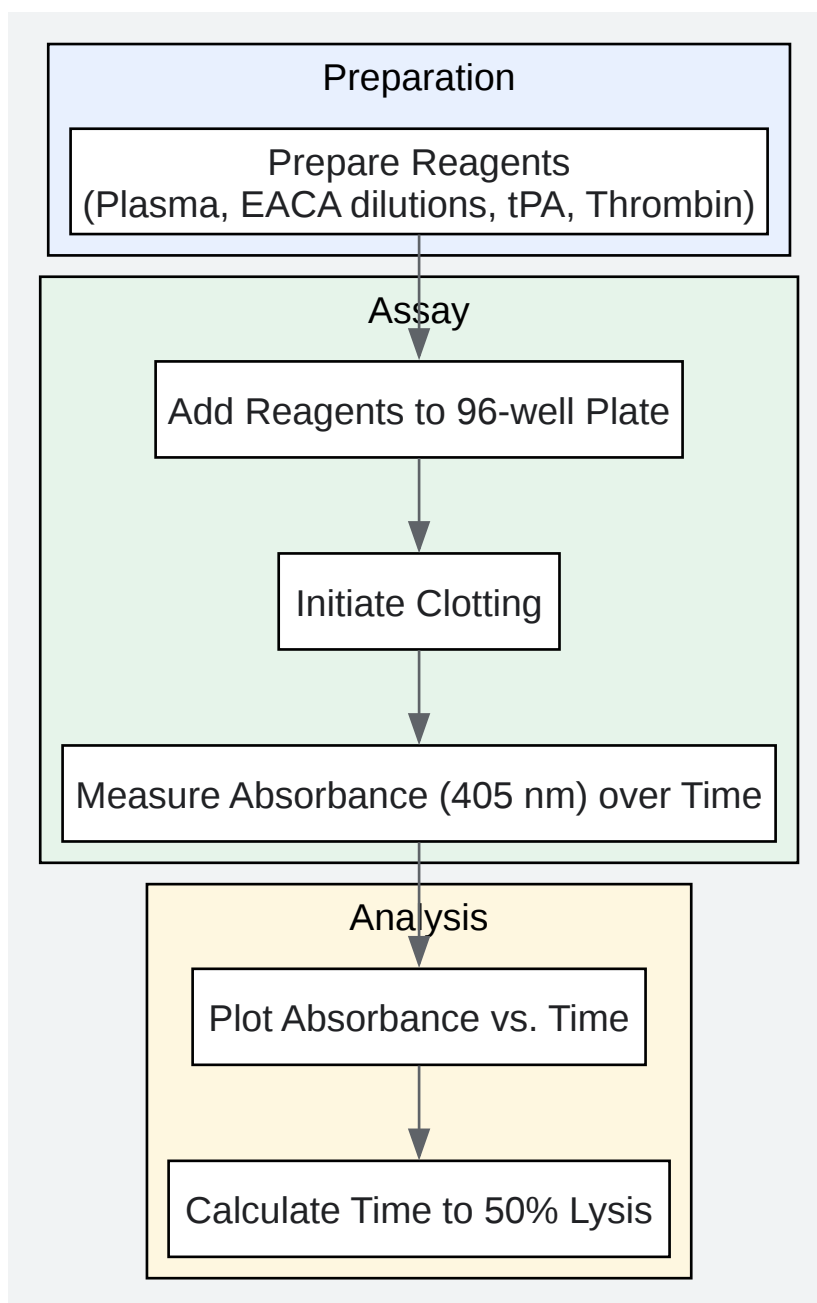 Preparation
Prepare Reagents
(Plasma, EACA dilutions, tPA, Thrombin)
Assay
Add Reagents to 96-well Plate
Initiate Clotting
Measure Absorbance (405 nm) over Time
Analysis
Plot Absorbance vs. Time
Calculate Time to 50% Lysis